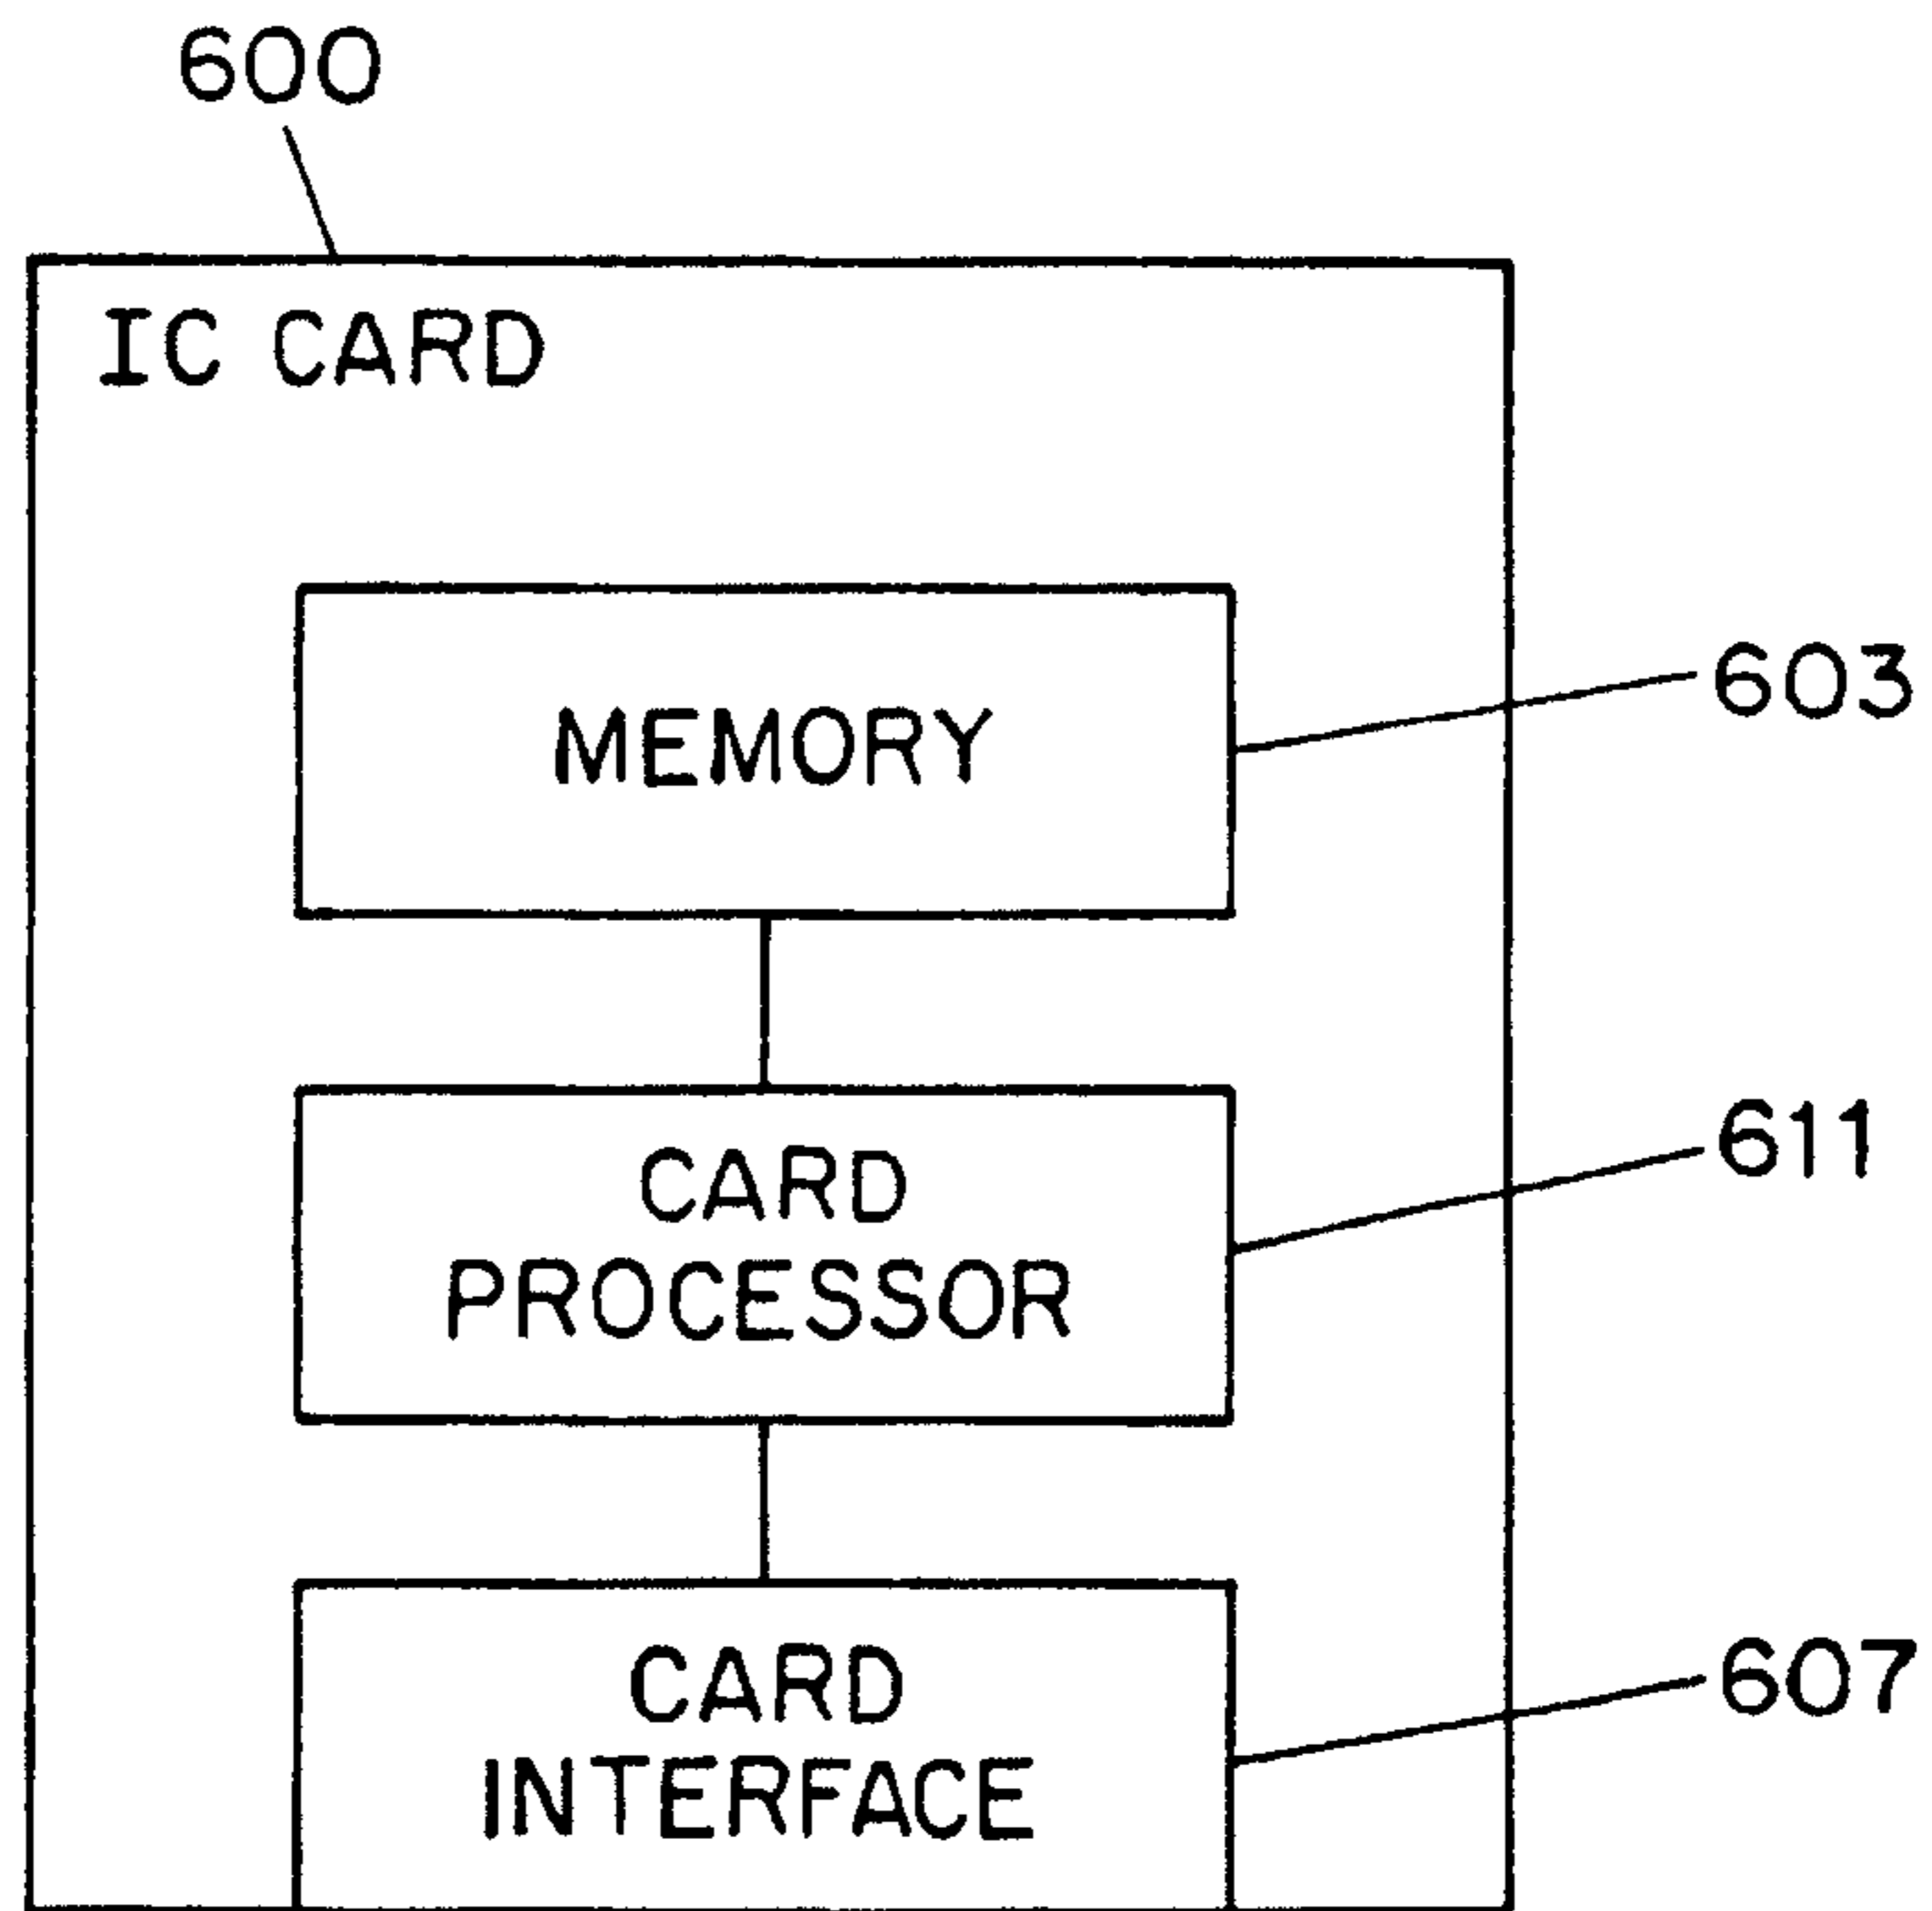 600
IC CARD
MEMORY
603
CARD
PROCESSOR
611
CARD
INTERFACE
607